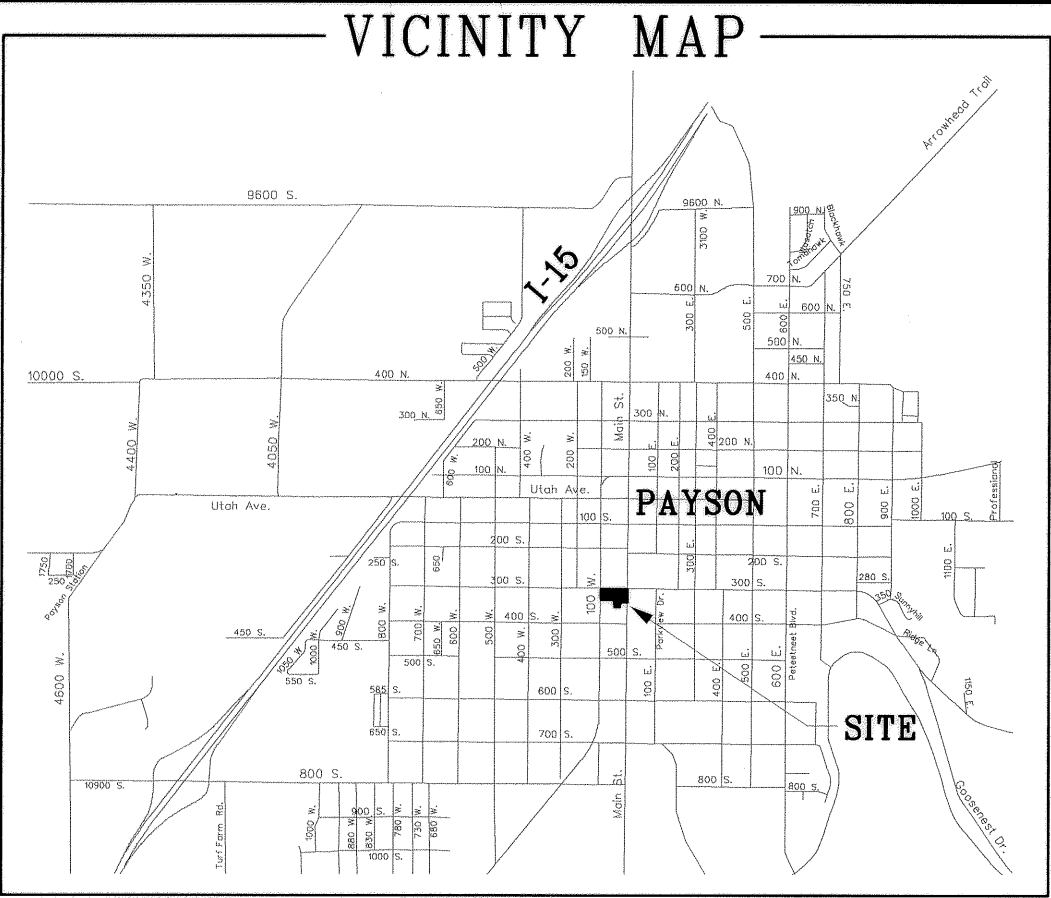 VICINITY MAP
Arrowhead Trail
9600 S.
9600 N.
900 N.
Blackhawk
Wasatch
Tomahawk
3100 W.
4350 W.
I-15
700 N.
750 E.
600 N.
600 N.
300 E.
500 E.
600 E.
500 N.
500 N.
450 N.
500 W.
200 W.
150 W.
10000 S.
400 N.
400 N.
650 W.
350 N.
300 N.
300 N.
Main St.
4400 W.
4050 W.
200 N.
400 W.
200 W.
100 E.
200 E.
400 E.
200 N.
600 W.
100 N.
100 N.
Professional
Utah Ave.
Utah Ave.
PAYSON
700 E.
800 E.
900 E.
1000 E.
100 S.
100 S.
200 S.
300 E.
1750
250
1700
Payson Station
250 S.
650
200 S.
1100 E.
300 S.
300 S.
280 S.
350
Sunnyhill
100 W.
Parkview Dr.
900 W.
800 W.
700 W.
400 S.
400 S.
Peteetneet Blvd.
450 S.
1050 W.
1000 W.
450 S.
650 W.
600 W.
500 W.
400 W.
300 W.
Ridge Ln
500 S.
500 S.
4600 W.
550 S.
585 S.
600 S.
100 E.
400 E.
500 E.
600 E.
1150 E.
650 S.
700 S.
SITE
10900 S.
800 S.
Main St.
800 S.
800 S.
Goosenest Dr.
Turf Farm Rd.
1000 W.
900 S.
880 W.
830 W.
780 W.
730 W.
680 W.
1000 S.